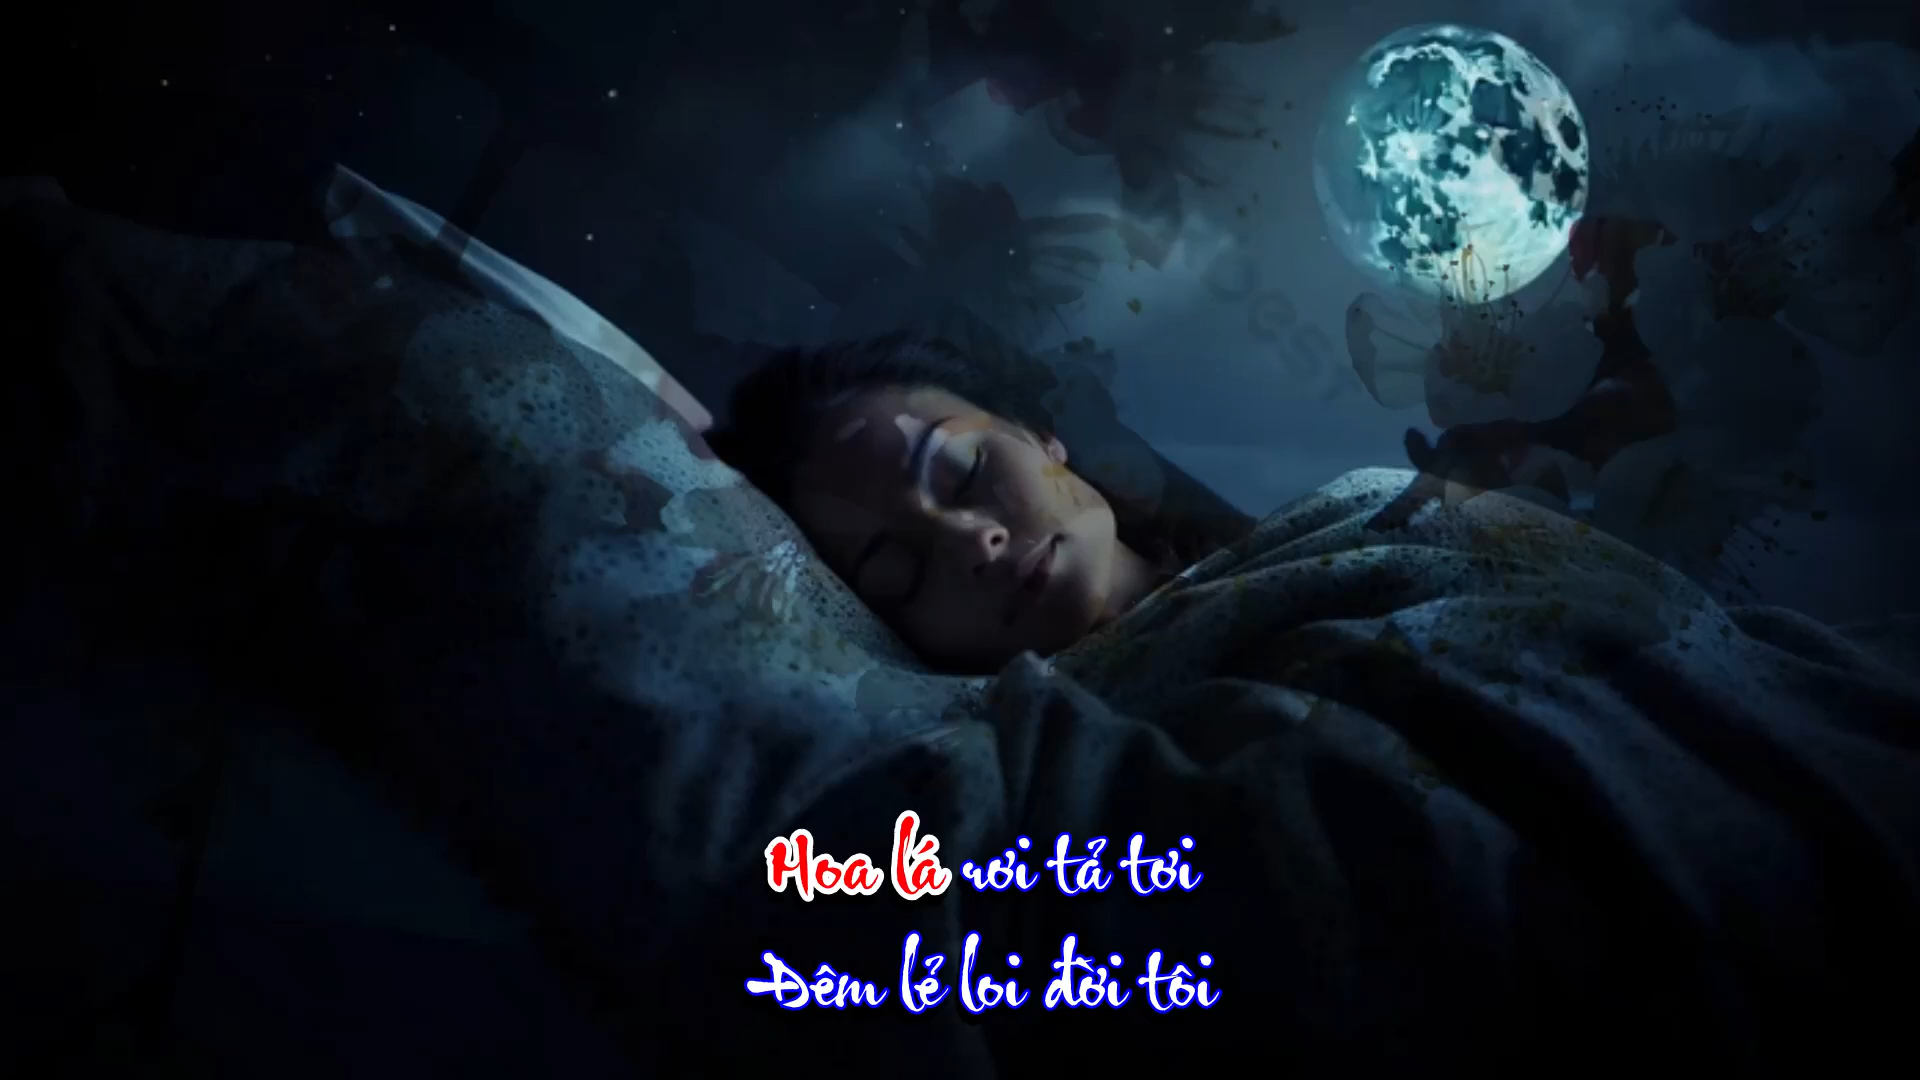 Hoa lá rơi tả tơi
Đêm lẻ loi đời tôi